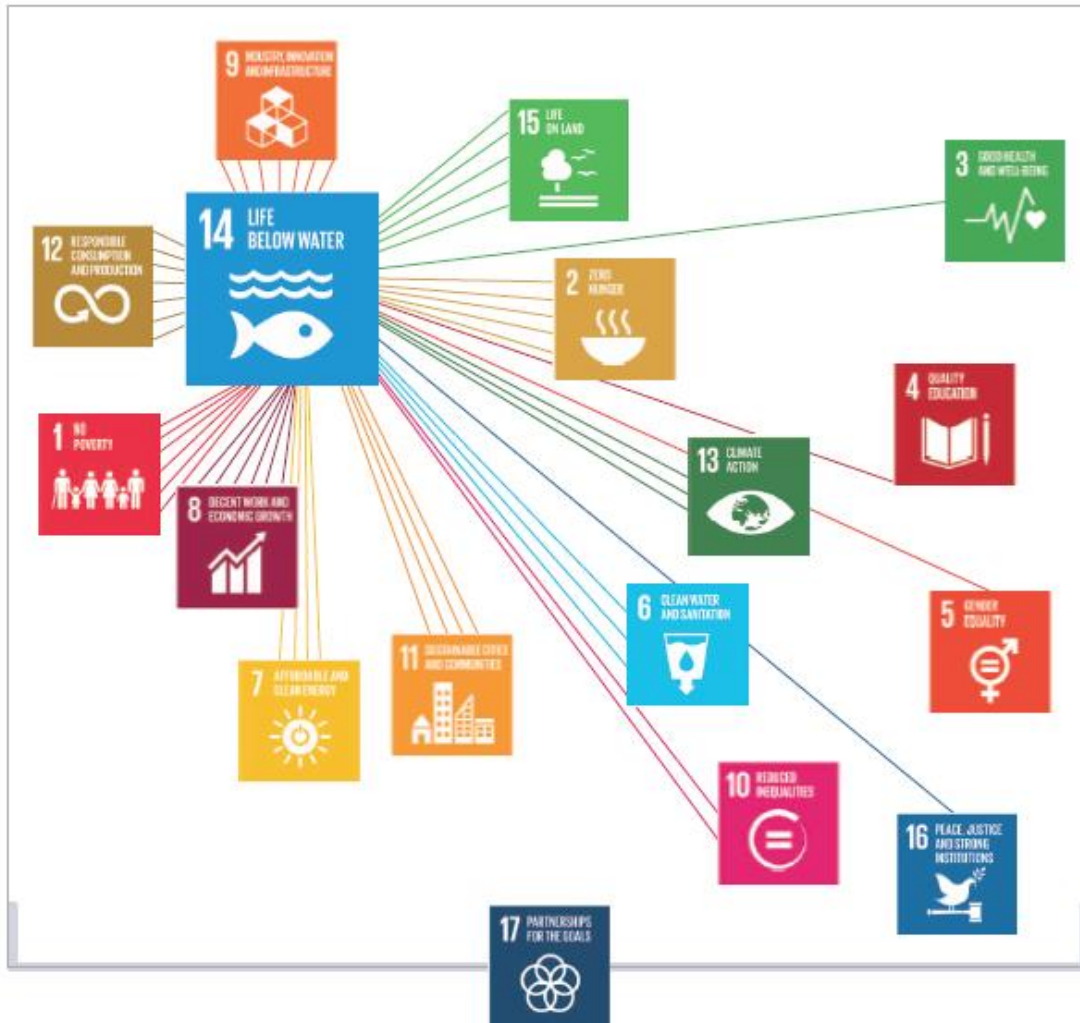 9 INDUSTRY, INNOVATION
AND INFRASTRUCTURE
15 LIFE
ON LAND
3 GOOD HEALTH
AND WELL-BEING
14 LIFE
BELOW WATER
12 RESPONSIBLE
CONSUMPTION
AND PRODUCTION
2 ZERO
HUNGER
4 QUALITY
EDUCATION
1 NO
POVERTY
13 CLIMATE
ACTION
8 DECENT WORK AND
ECONOMIC GROWTH
6 CLEAN WATER
AND SANITATION
5 GENDER
EQUALITY
11 SUSTAINABLE CITIES
AND COMMUNITIES
7 AFFORDABLE AND
CLEAN ENERGY
10 REDUCED
INEQUALITIES
16 PEACE, JUSTICE
AND STRONG
INSTITUTIONS
17 PARTNERSHIPS
FOR THE GOALS